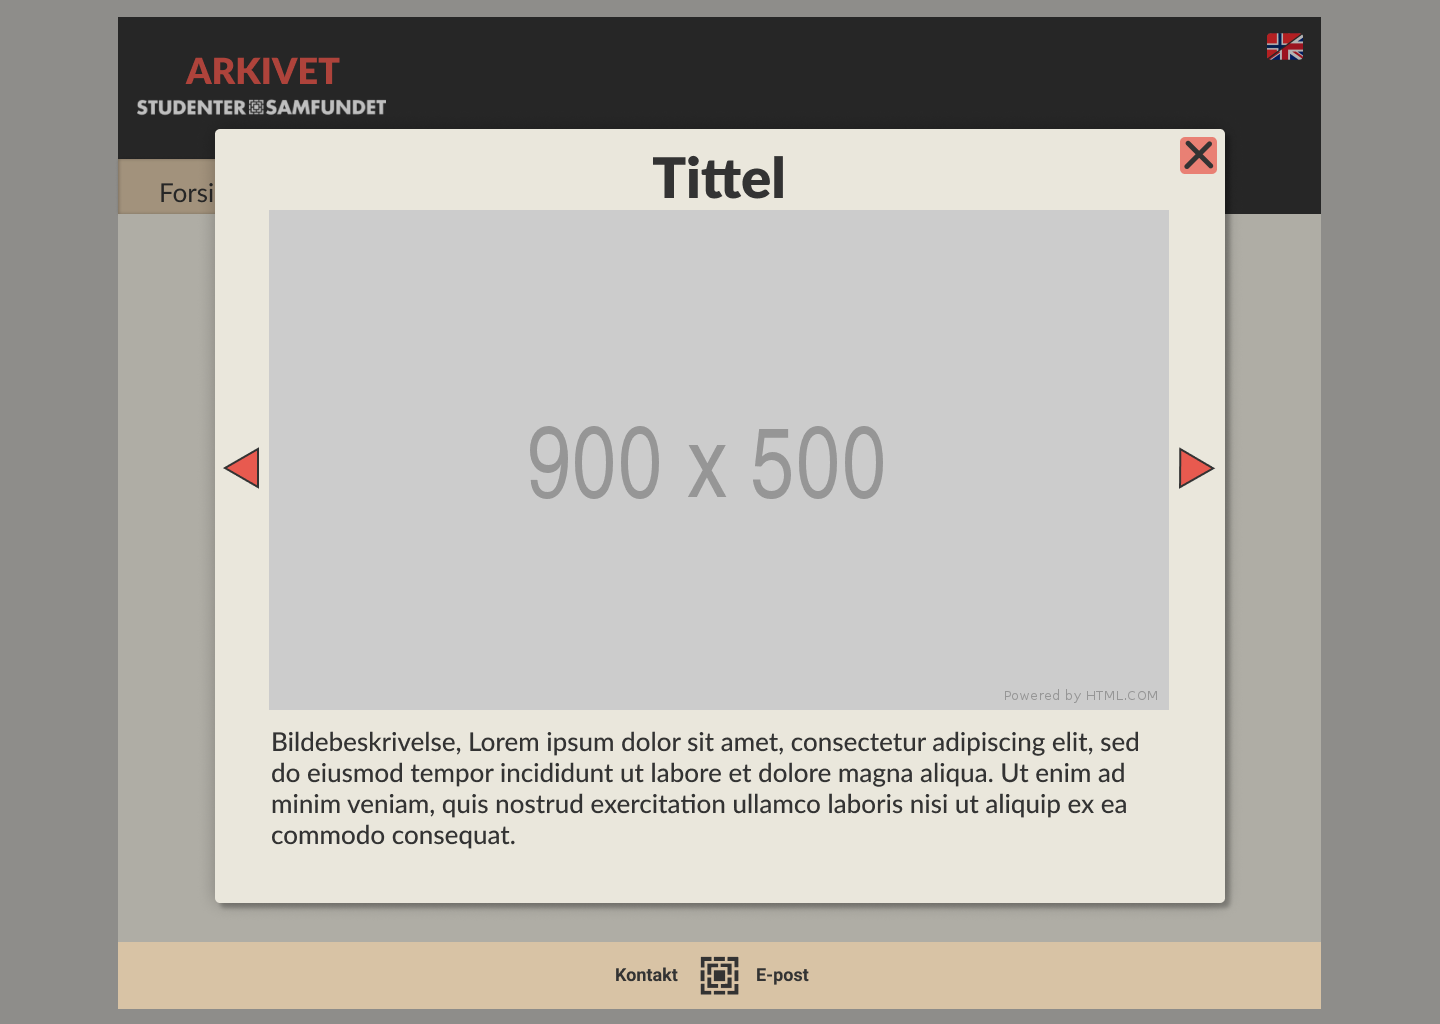 ARKIVET
STUDENTER SAMFUNDET
Forsi
Tittel
900 x 500
Powered by HTML.COM
Bildebeskrivelse, Lorem ipsum dolor sit amet, consectetur adipiscing elit, sed
do eiusmod tempor incididunt ut labore et dolore magna aliqua. Ut enim ad
minim veniam, quis nostrud exercitation ullamco laboris nisi ut aliquip ex ea
commodo consequat.
Kontakt E-post